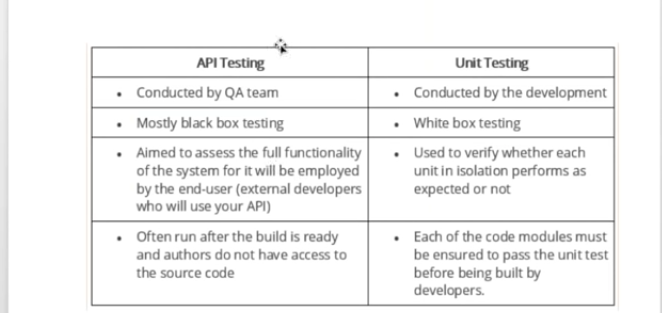 API Testing
Unit Testing
Conducted by QA team
Conducted by the development
Mostly black box testing
White box testing
Aimed to assess the full functionality
of the system for it will be employed
by the end-user (external developers
who will use your API)
Used to verify whether each
unit in isolation performs as
expected or not
Often run after the build is ready
and authors do not have access to
the source code
Each of the code modules must
be ensured to pass the unit test
before being built by
developers.